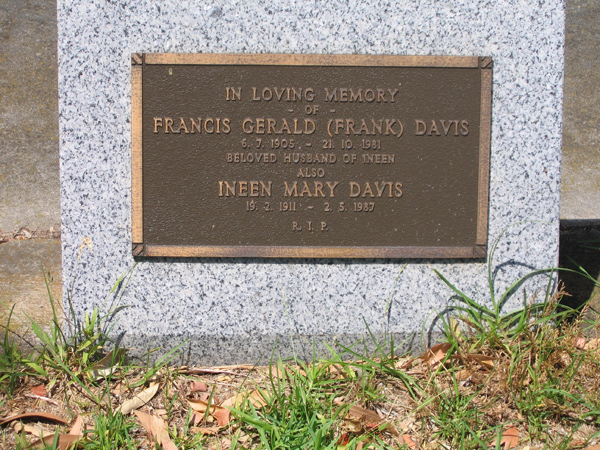 IN LOVING MEMORY
- OF -
FRANCIS GERALD (FRANK) DAVIS
6. 7. 1905. - 21. 10. 1981
BELOVED HUSBAND OF INEEN
ALSO
INEEN MARY DAVIS
19. 2. 1911 - 2. 5. 1987
R. I. P.